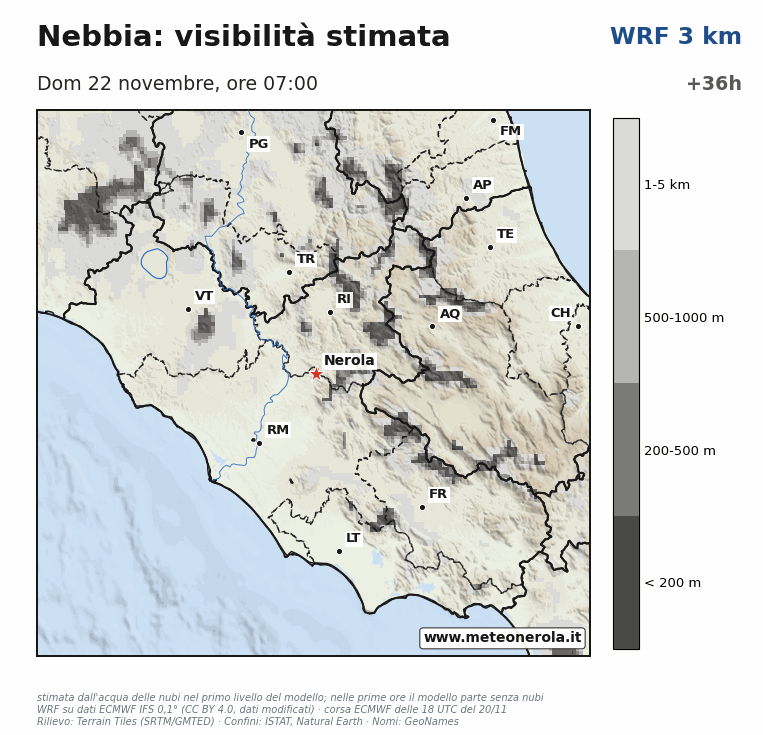 Nebbia: visibilità stimata
WRF 3 km
Dom 22 novembre, ore 07:00
+36h
FM
PG
AP
TE
TR
VT
RI
AQ
CH
Nerola
RM
FR
LT
1-5 km
500-1000 m
200-500 m
< 200 m
www.meteonerola.it
stimata dall'acqua delle nubi nel primo livello del modello; nelle prime ore il modello parte senza nubi
WRF su dati ECMWF IFS 0,1° (CC BY 4.0, dati modificati) · corsa ECMWF delle 18 UTC del 20/11
Rilievo: Terrain Tiles (SRTM/GMTED) · Confini: ISTAT, Natural Earth · Nomi: GeoNames